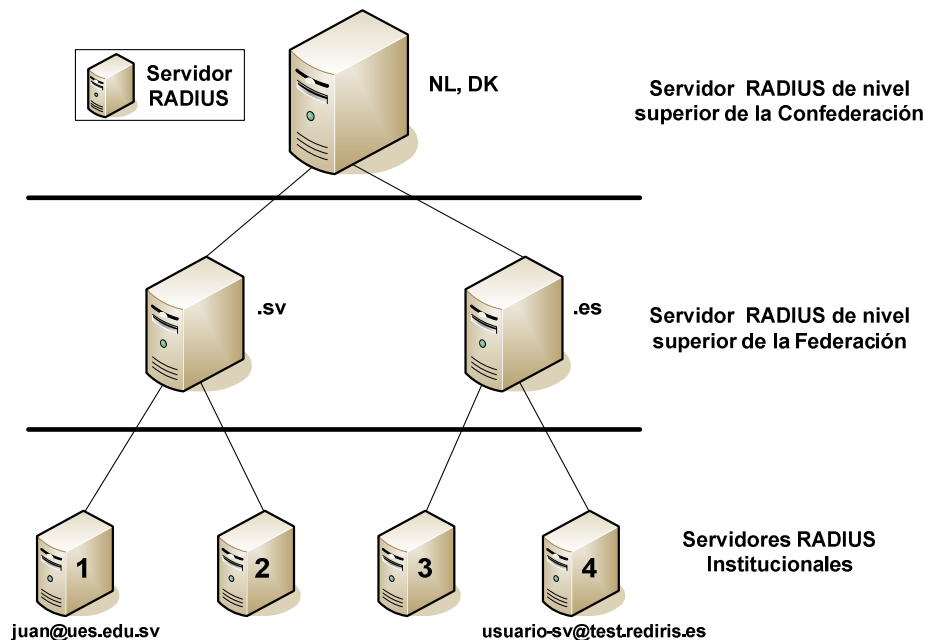 Servidor
RADIUS
NL, DK
Servidor RADIUS de nivel
superior de la Confederación
.sv
.es
Servidor RADIUS de nivel
superior de la Federación
1
2
3
4
Servidores RADIUS
Institucionales
juan@ues.edu.sv
usuario-sv@test.rediris.es